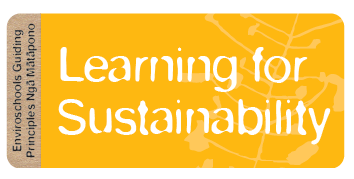 Enviroschools Guiding
Principles Ngā Mātāpono
Learning for
Sustainability